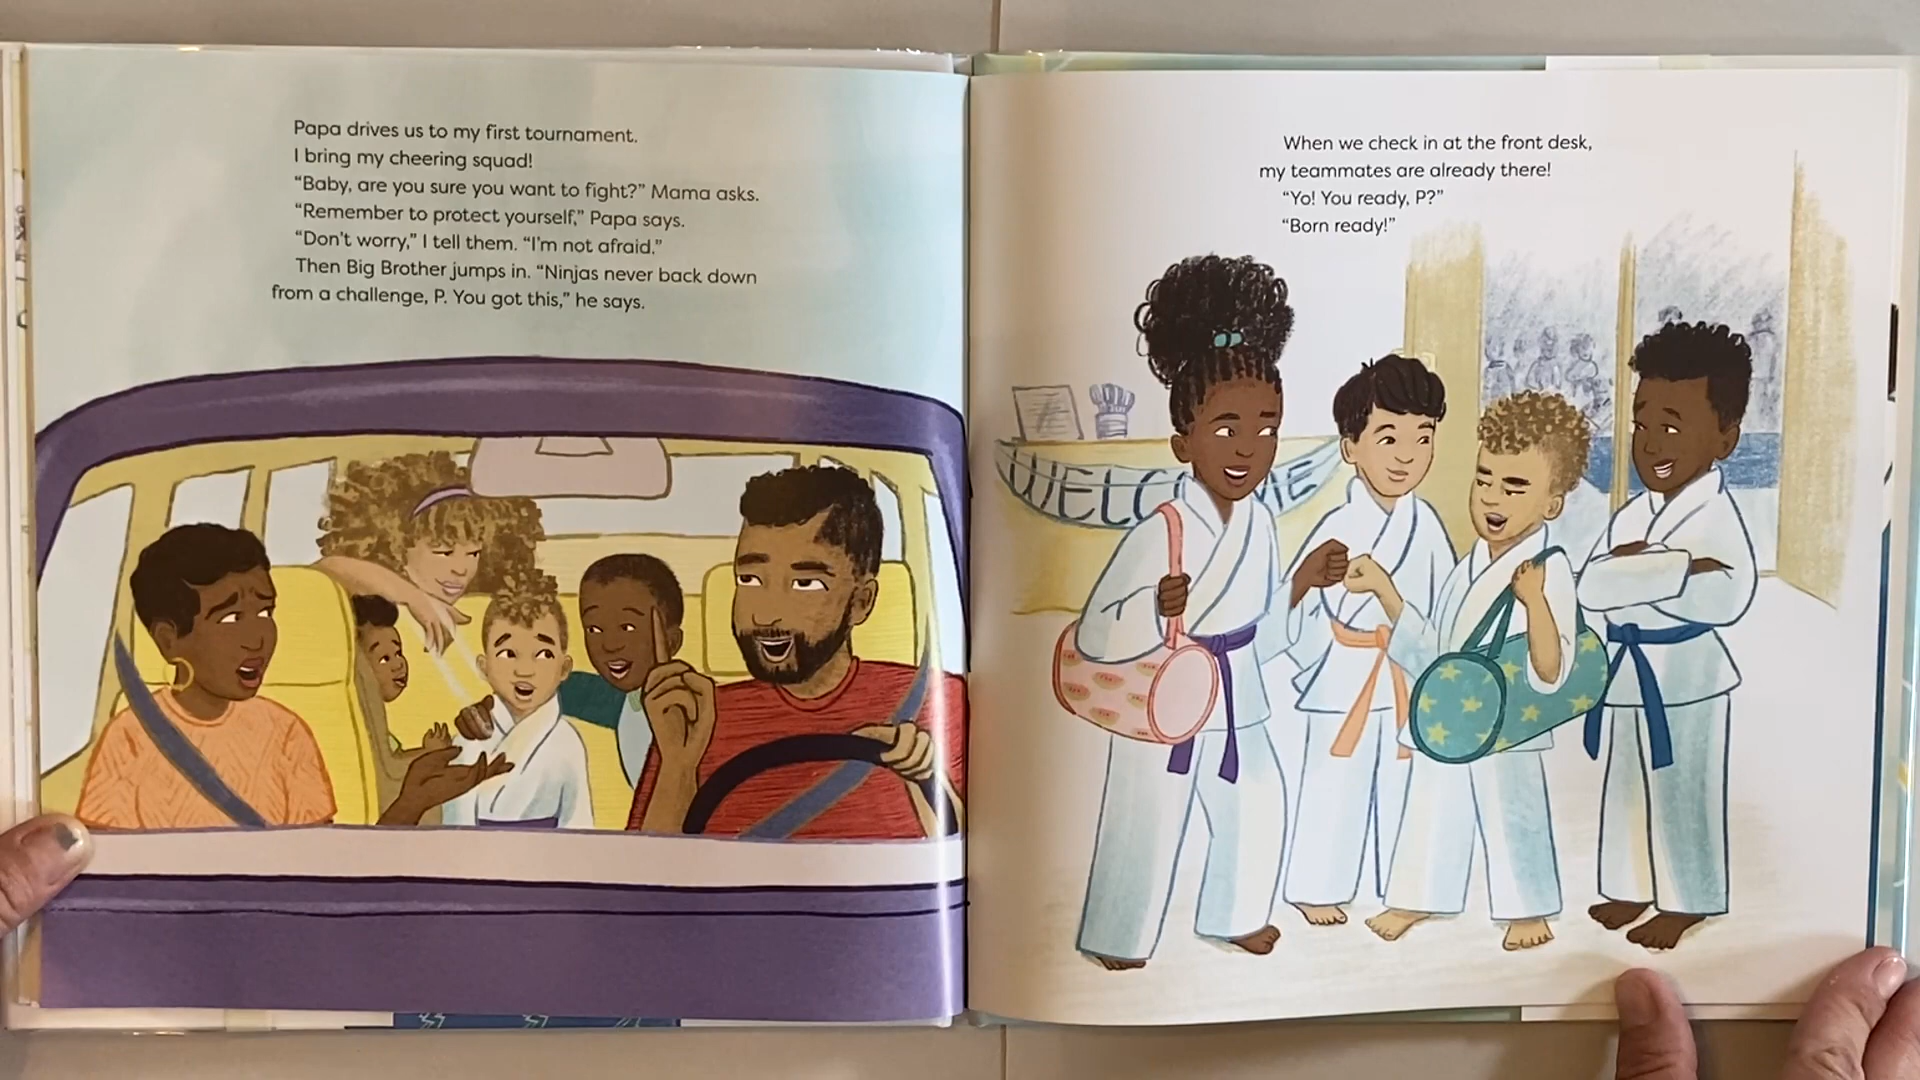 Papa drives us to my first tournament.
I bring my cheering squad!
“Baby, are you sure you want to fight?” Mama asks.
“Remember to protect yourself,” Papa says.
“Don’t worry,” I tell them. “I’m not afraid.”
Then Big Brother jumps in. “Ninjas never back down
from a challenge, P. You got this,” he says.
When we check in at the front desk,
my teammates are already there!
“Yo! You ready, P?”
“Born ready!”
WELC ME